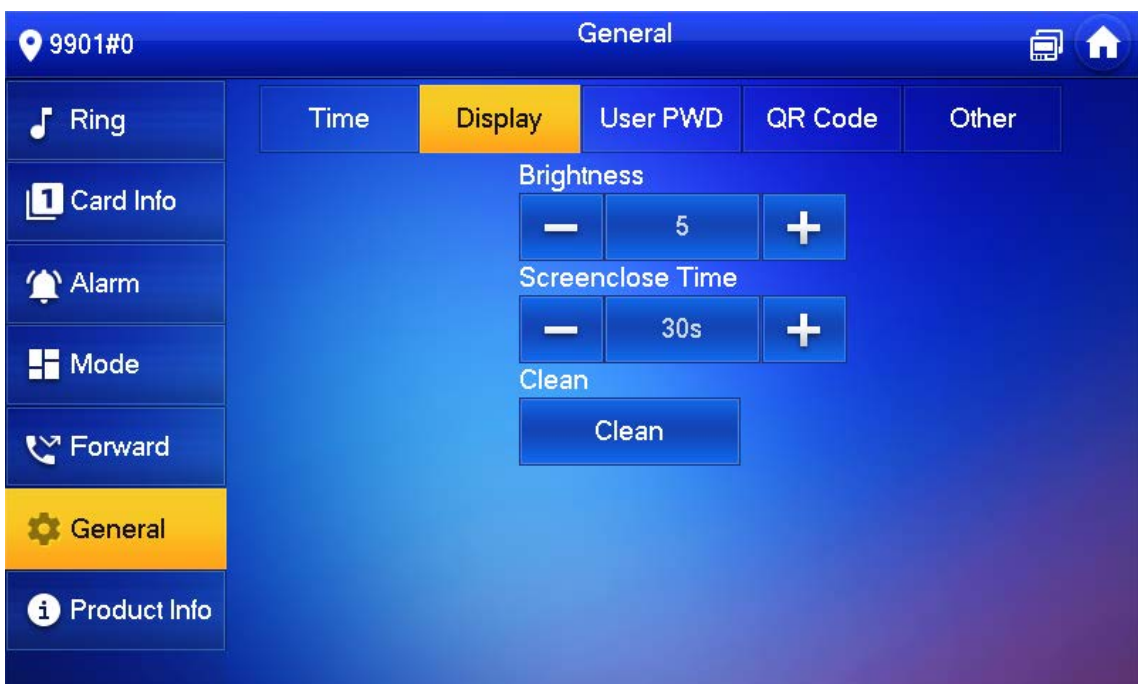 9901#0
General
Ring
Card Info
Alarm
Mode
Forward
General
Product Info
Time
Display
User PWD
QR Code
Other
Brightness
5
Screenclose Time
30s
Clean
Clean